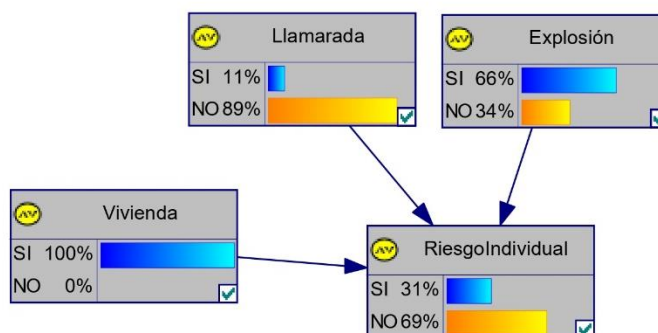 Llamarada
SI 11%
NO 89%
Explosión
SI 66%
NO 34%
Vivienda
SI 100%
NO 0%
RiesgoIndividual
SI 31%
NO 69%